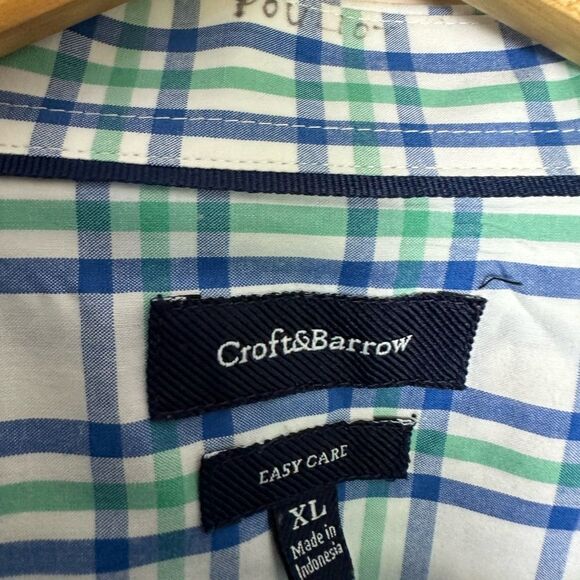 Croft&Barrow
EASY CARE
XL
Made in
Indonesia